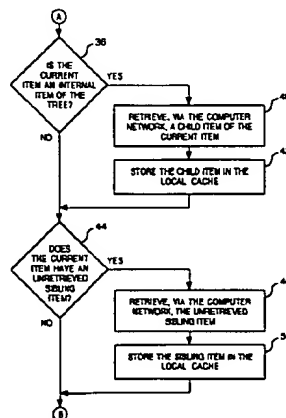 A
36
IS THE
CURRENT
ITEM AN INTERNAL
ITEM OF THE
TREE?
YES
NO
RETRIEVE, VIA THE COMPUTER
NETWORK, A CHILD ITEM OF THE
CURRENT ITEM
STORE THE CHILD ITEM IN THE
LOCAL CACHE
44
DOES
THE CURRENT
ITEM HAVE AN
UNRETRIEVED
SIBLING
ITEM?
YES
NO
RETRIEVE, VIA THE COMPUTER
NETWORK, THE UNRETRIEVED
SIBLING ITEM
STORE THE SIBLING ITEM IN THE
LOCAL CACHE
B